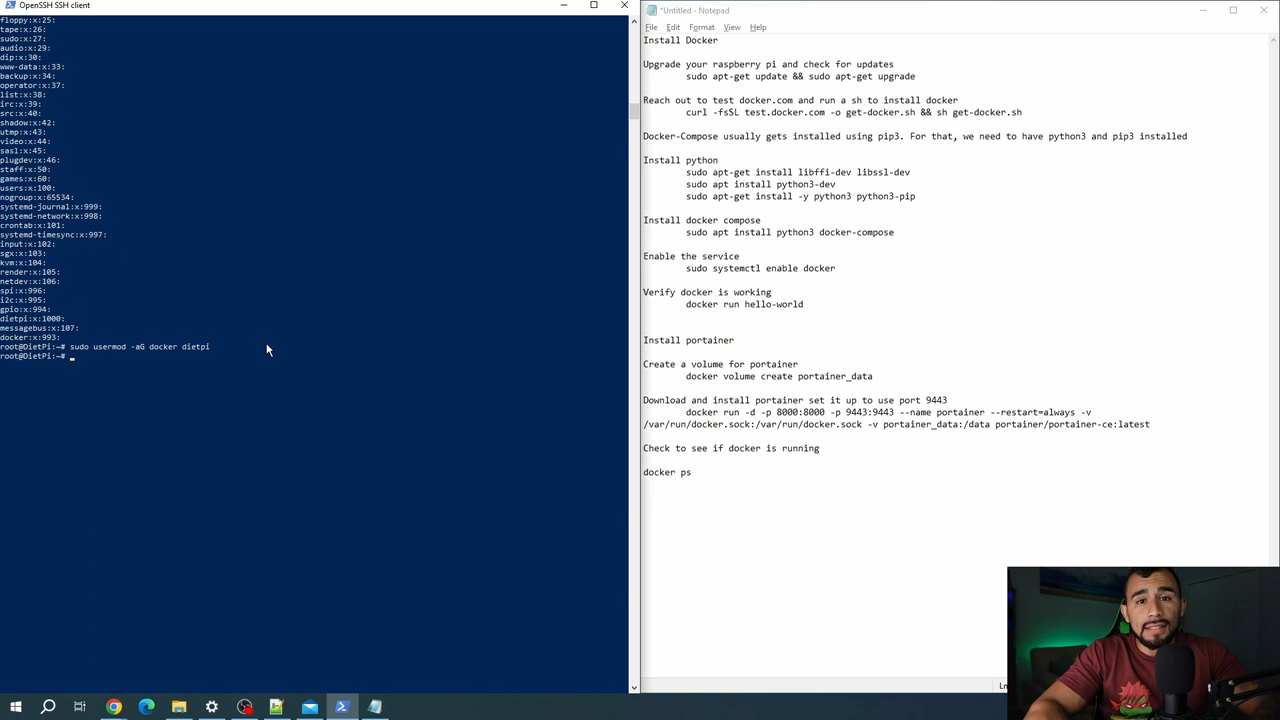 OpenSSH SSH client
floppy:x:25:
tape:x:26:
sudo:x:27:
audio:x:29:
dip:x:30:
www-data:x:33:
backup:x:34:
operator:x:37:
list:x:38:
irc:x:39:
src:x:40:
shadow:x:42:
utmp:x:43:
video:x:44:
sasl:x:45:
plugdev:x:46:
staff:x:50:
games:x:60:
users:x:100:
nogroup:x:65534:
systemd-journal:x:999:
systemd-network:x:998:
crontab:x:101:
systemd-timesync:x:997:
input:x:102:
sgx:x:103:
kvm:x:104:
render:x:105:
netdev:x:106:
spi:x:996:
i2c:x:995:
gpio:x:994:
dietpi:x:1000:
messagebus:x:107:
docker:x:993:
root@DietPi:~# sudo usermod -aG docker dietpi
root@DietPi:~#
*Untitled - Notepad
File Edit Format View Help
Install Docker
Upgrade your raspberry pi and check for updates
sudo apt-get update && sudo apt-get upgrade
Reach out to test docker.com and run a sh to install docker
curl -fsSL test.docker.com -o get-docker.sh && sh get-docker.sh
Docker-Compose usually gets installed using pip3. For that, we need to have python3 and pip3 installed
Install python
sudo apt-get install libffi-dev libssl-dev
sudo apt install python3-dev
sudo apt-get install -y python3 python3-pip
Install docker compose
sudo apt install python3 docker-compose
Enable the service
sudo systemctl enable docker
Verify docker is working
docker run hello-world
Install portainer
Create a volume for portainer
docker volume create portainer_data
Download and install portainer set it up to use port 9443
docker run -d -p 8000:8000 -p 9443:9443 --name portainer --restart=always -v
/var/run/docker.sock:/var/run/docker.sock -v portainer_data:/data portainer/portainer-ce:latest
Check to see if docker is running
docker ps
Ln